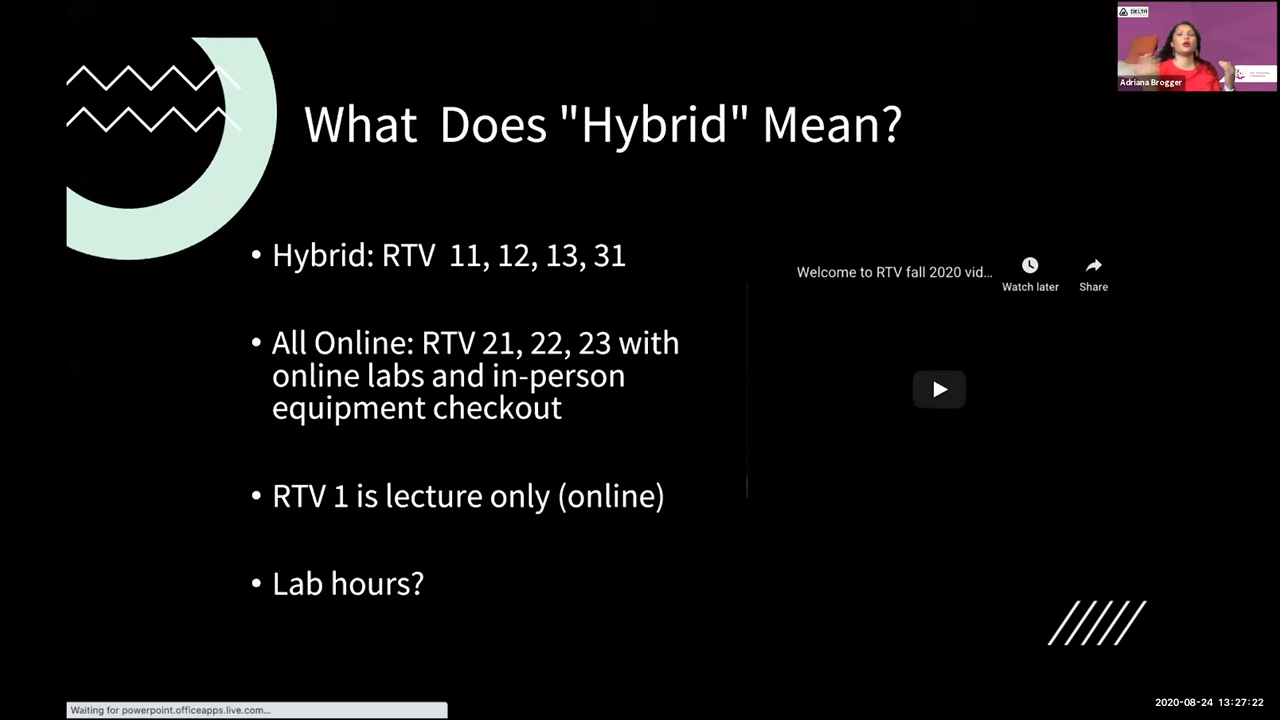 DELTA
Adriana Brogger
What Does "Hybrid" Mean?
• Hybrid: RTV 11, 12, 13, 31
• All Online: RTV 21, 22, 23 with
online labs and in-person
equipment checkout
• RTV 1 is lecture only (online)
• Lab hours?
Welcome to RTV fall 2020 vid...
Watch later
Share
Waiting for powerpoint.officeapps.live.com...
2020-08-24 13:27:22